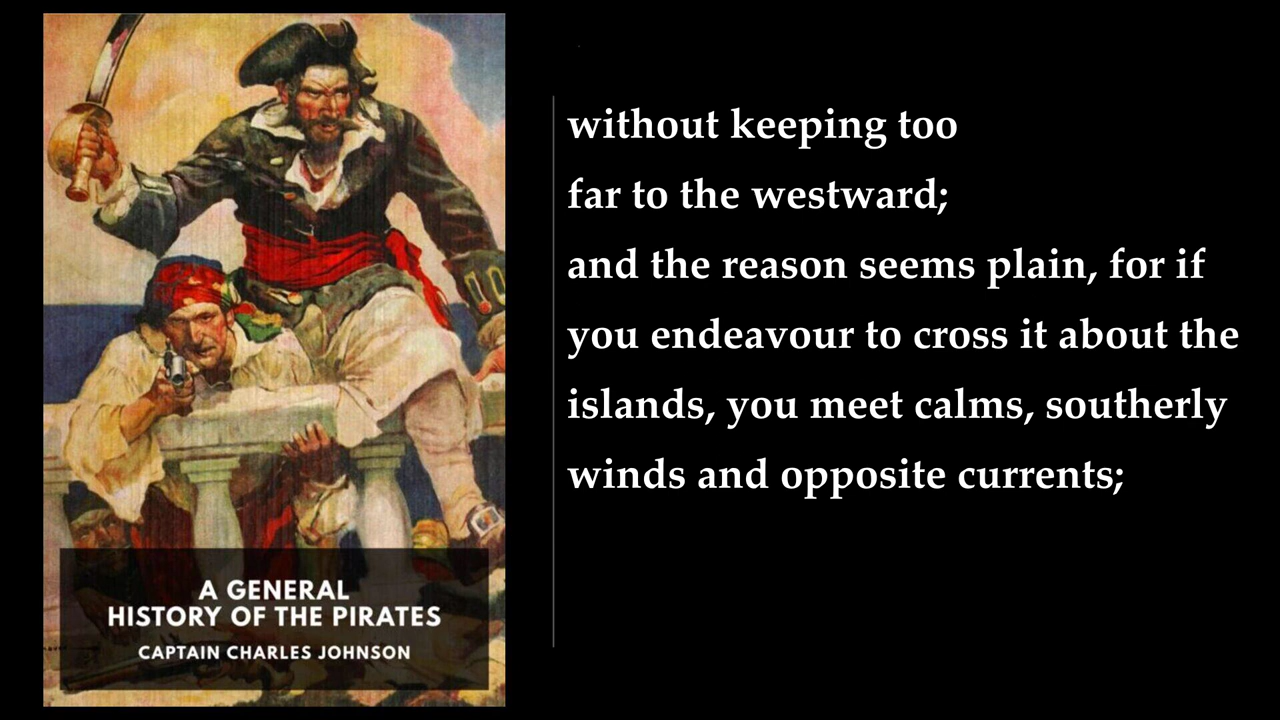 A GENERAL
HISTORY OF THE PIRATES
CAPTAIN CHARLES JOHNSON
without keeping too
far to the westward;
and the reason seems plain, for if
you endeavour to cross it about the
islands, you meet calms, southerly
winds and opposite currents;